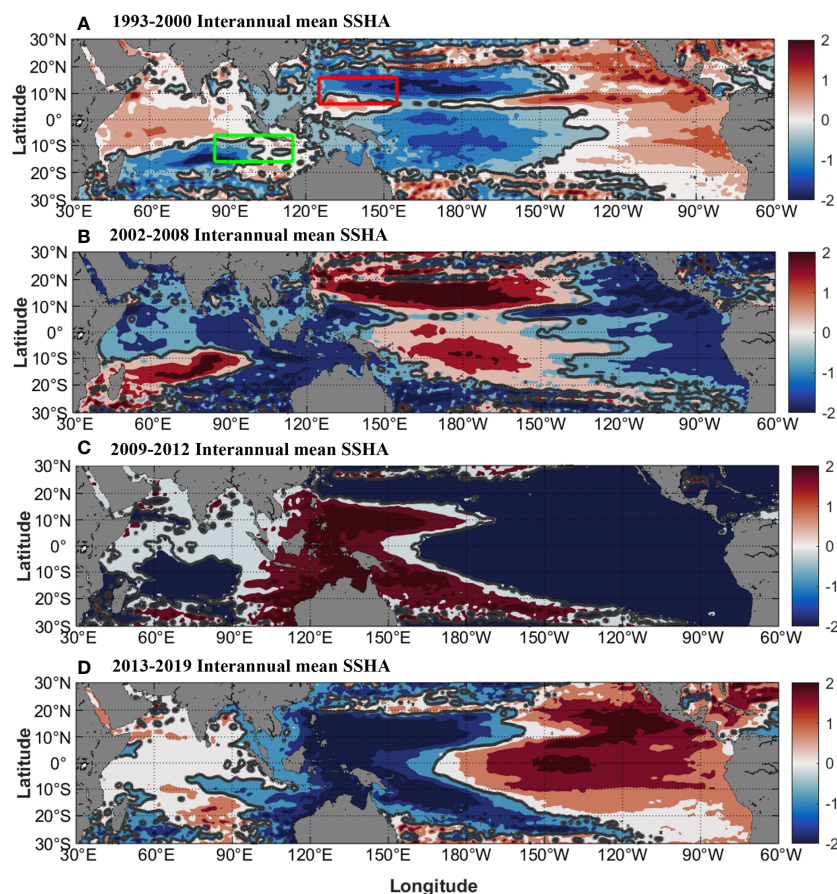 A 1993-2000 Interannual mean SSHA
Latitude
30°N
20°N
10°N
0°
10°S
20°S
30°S
30°E 60°E 90°E 120°E 150°E 180°W 150°W 120°W 90°W 60°W
2
1
0
-1
-2
B 2002-2008 Interannual mean SSHA
Latitude
30°N
20°N
10°N
0°
10°S
20°S
30°S
30°E 60°E 90°E 120°E 150°E 180°W 150°W 120°W 90°W 60°W
2
1
0
-1
-2
C 2009-2012 Interannual mean SSHA
Latitude
30°N
20°N
10°N
0°
10°S
20°S
30°S
30°E 60°E 90°E 120°E 150°E 180°W 150°W 120°W 90°W 60°W
2
1
0
-1
-2
D 2013-2019 Interannual mean SSHA
Latitude
30°N
20°N
10°N
0°
10°S
20°S
30°S
30°E 60°E 90°E 120°E 150°E 180°W 150°W 120°W 90°W 60°W
2
1
0
-1
-2
Longitude